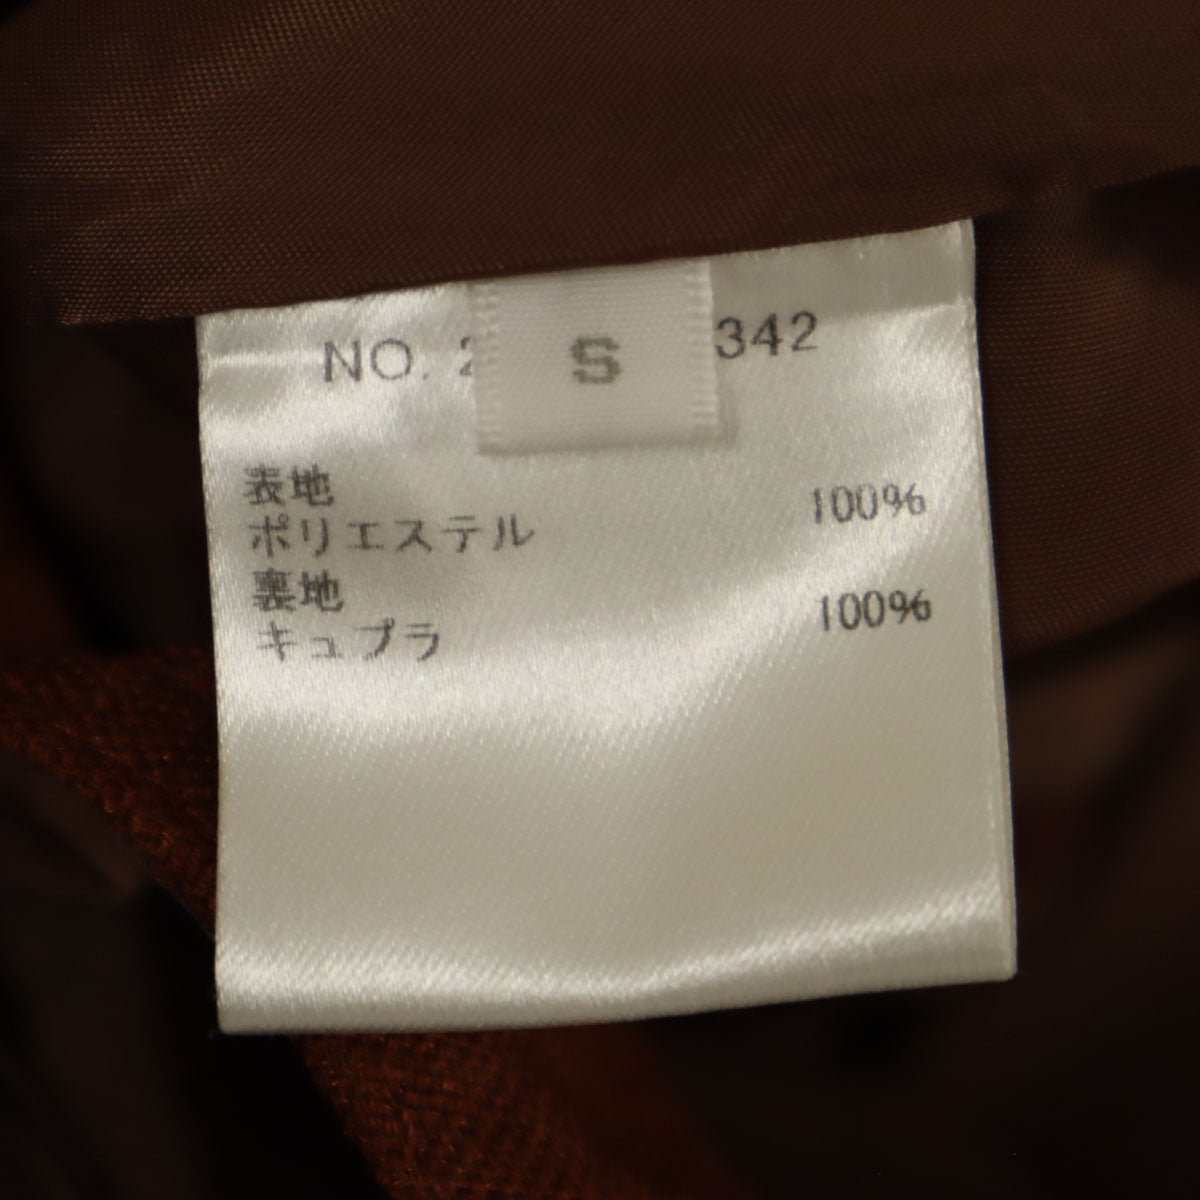 NO. 2 S 342
表地
ポリエステル 100%
裏地
キュプラ 100%